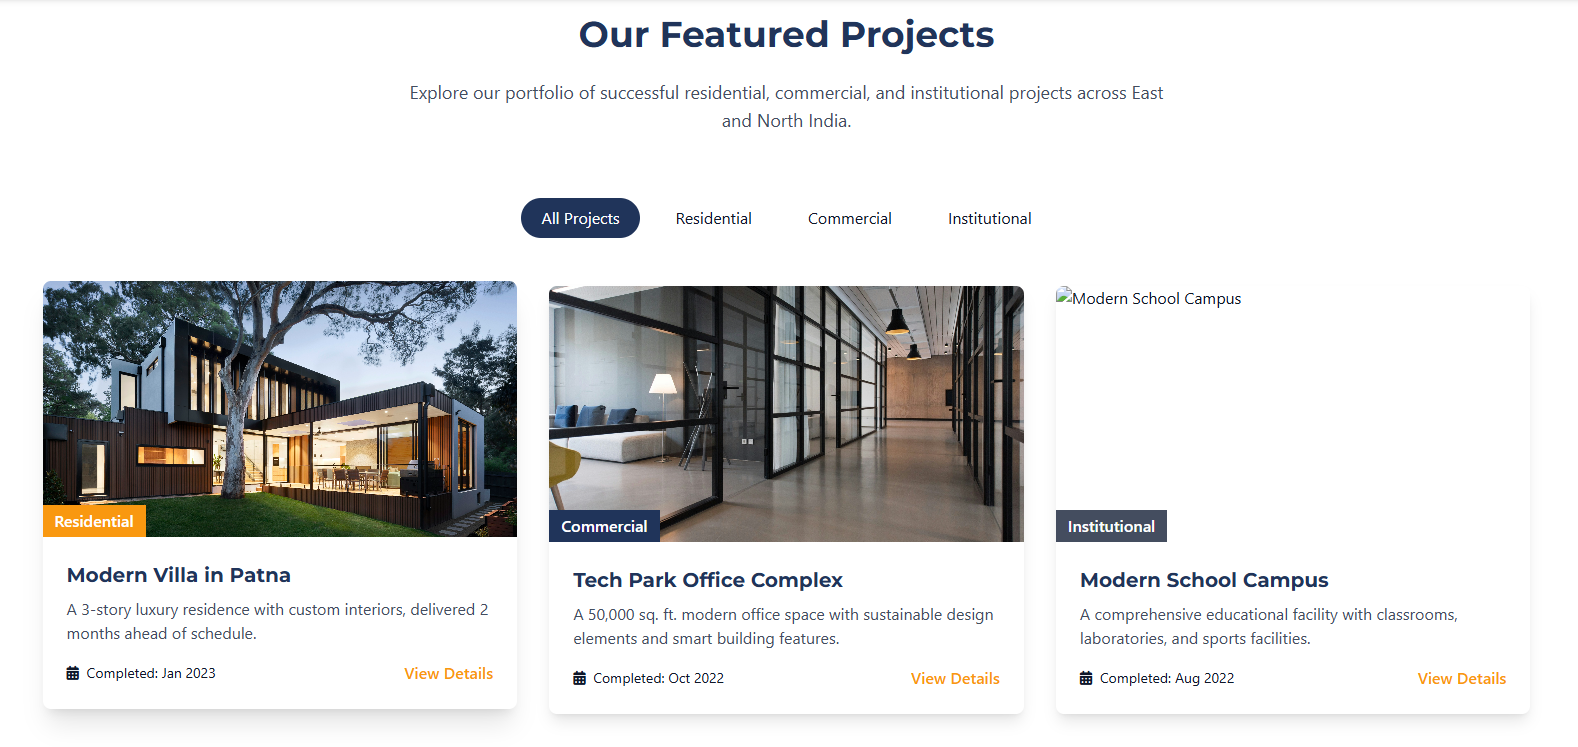 Our Featured Projects
Explore our portfolio of successful residential, commercial, and institutional projects across East
and North India.
All Projects
Residential
Commercial
Institutional
Residential
Modern Villa in Patna
A 3-story luxury residence with custom interiors, delivered 2
months ahead of schedule.
Completed: Jan 2023
View Details
Commercial
Tech Park Office Complex
A 50,000 sq. ft. modern office space with sustainable design
elements and smart building features.
Completed: Oct 2022
View Details
Modern School Campus
Institutional
Modern School Campus
A comprehensive educational facility with classrooms,
laboratories, and sports facilities.
Completed: Aug 2022
View Details